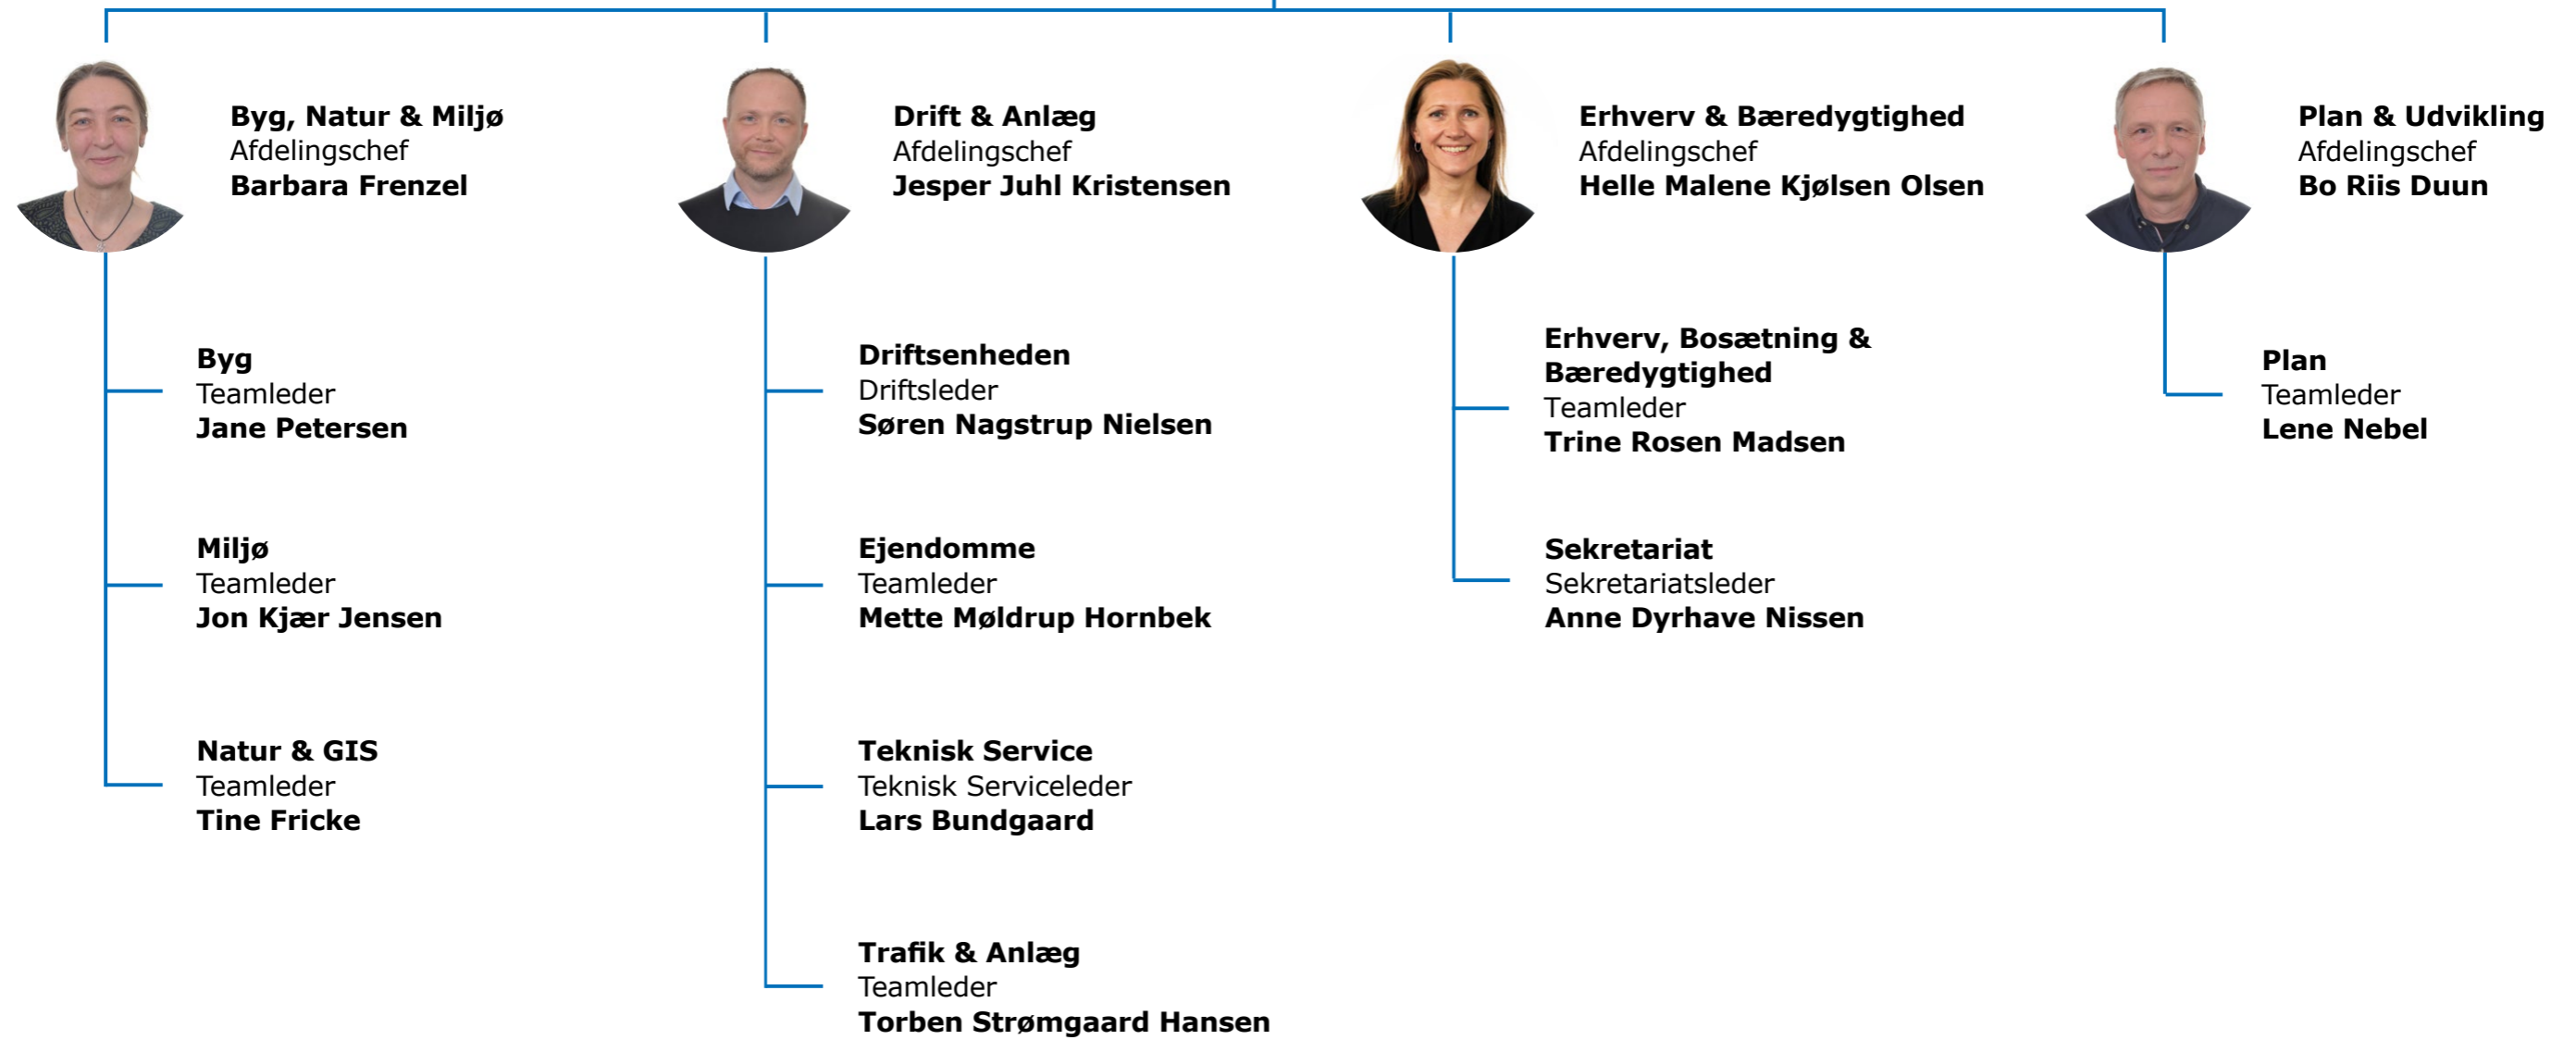 Byg, Natur & Miljø
Afdelingschef
Barbara Frenzel
Byg
Teamleder
Jane Petersen
Miljø
Teamleder
Jon Kjær Jensen
Natur & GIS
Teamleder
Tine Fricke
Drift & Anlæg
Afdelingschef
Jesper Juhl Kristensen
Driftsenheden
Driftsleder
Søren Nagstrup Nielsen
Ejendomme
Teamleder
Mette Møldrup Hornbek
Teknisk Service
Teknisk Serviceleder
Lars Bundgaard
Trafik & Anlæg
Teamleder
Torben Strømgaard Hansen
Erhverv & Bæredygtighed
Afdelingschef
Helle Malene Kjølsen Olsen
Erhverv, Bosætning &
Bæredygtighed
Teamleder
Trine Rosen Madsen
Sekretariat
Sekretariatsleder
Anne Dyrhave Nissen
Plan & Udvikling
Afdelingschef
Bo Riis Duun
Plan
Teamleder
Lene Nebel